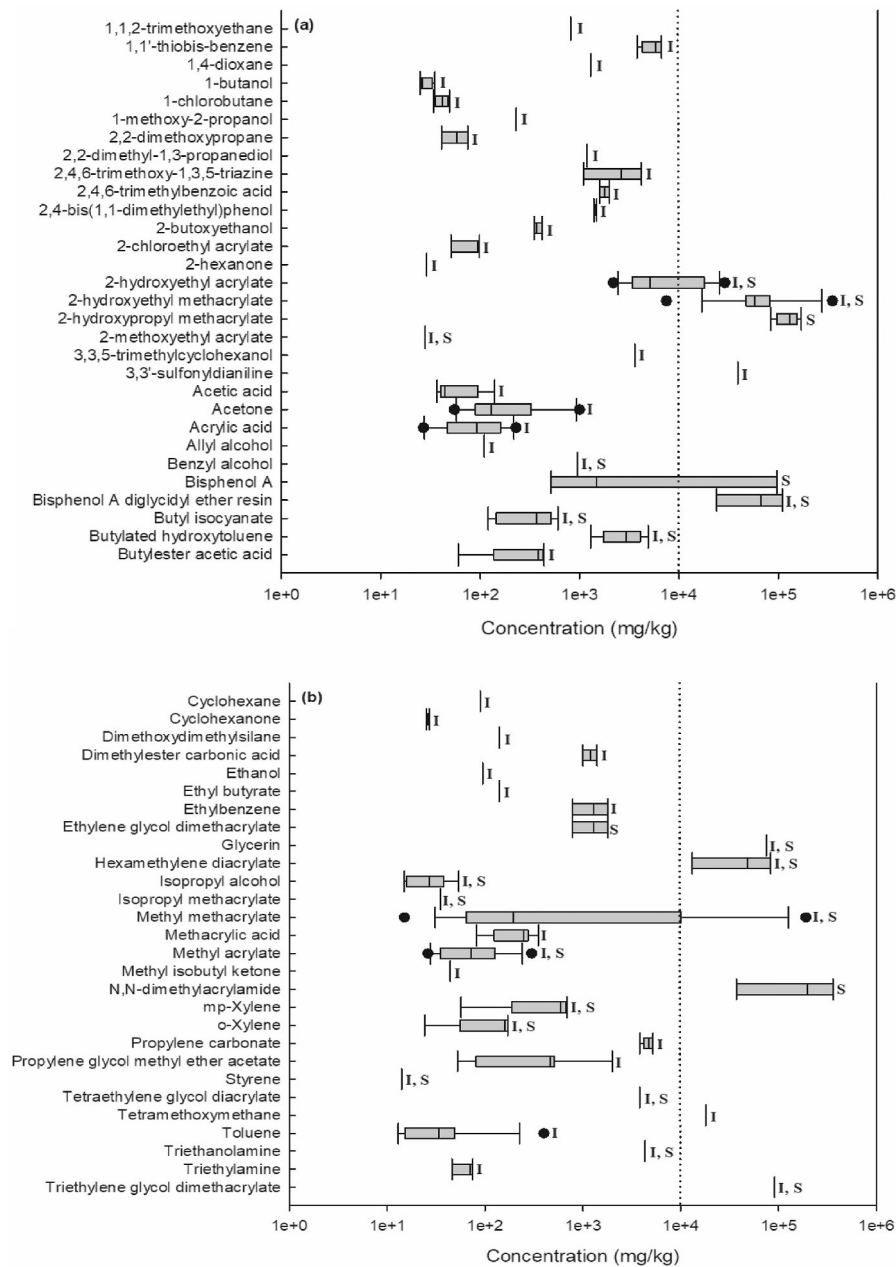 (a)
1,1,2-trimethoxyethane I
1,1'-thiobis-benzene I
1,4-dioxane I
1-butanol I
1-chlorobutane I
1-methoxy-2-propanol I
2,2-dimethoxypropane I
2,2-dimethyl-1,3-propanediol I
2,4,6-trimethoxy-1,3,5-triazine I
2,4,6-trimethylbenzoic acid I
2,4-bis(1,1-dimethylethyl)phenol I
2-butoxyethanol I
2-chloroethyl acrylate I
2-hexanone I
2-hydroxyethyl acrylate I, S
2-hydroxyethyl methacrylate I, S
2-hydroxypropyl methacrylate S
2-methoxyethyl acrylate I, S
3,3,5-trimethylcyclohexanol I
3,3'-sulfonyldianiline I
Acetic acid I
Acetone I
Acrylic acid I
Allyl alcohol I
Benzyl alcohol I, S
Bisphenol A S
Bisphenol A diglycidyl ether resin I, S
Butyl isocyanate I, S
Butylated hydroxytoluene I, S
Butylester acetic acid I
1e+0 1e+1 1e+2 1e+3 1e+4 1e+5 1e+6
Concentration (mg/kg)
(b)
Cyclohexane I
Cyclohexanone I
Dimethoxydimethylsilane I
Dimethylester carbonic acid I
Ethanol I
Ethyl butyrate I
Ethylbenzene I
Ethylene glycol dimethacrylate S
Glycerin I, S
Hexamethylene diacrylate I, S
Isopropyl alcohol I, S
Isopropyl methacrylate I, S
Methyl methacrylate I, S
Methacrylic acid I
Methyl acrylate I, S
Methyl isobutyl ketone I
N,N-dimethylacrylamide S
mp-Xylene I, S
o-Xylene I, S
Propylene carbonate I
Propylene glycol methyl ether acetate I
Styrene I, S
Tetraethylene glycol diacrylate I, S
Tetramethoxymethane I
Toluene I
Triethanolamine I, S
Triethylamine I
Triethylene glycol dimethacrylate I, S
1e+0 1e+1 1e+2 1e+3 1e+4 1e+5 1e+6
Concentration (mg/kg)